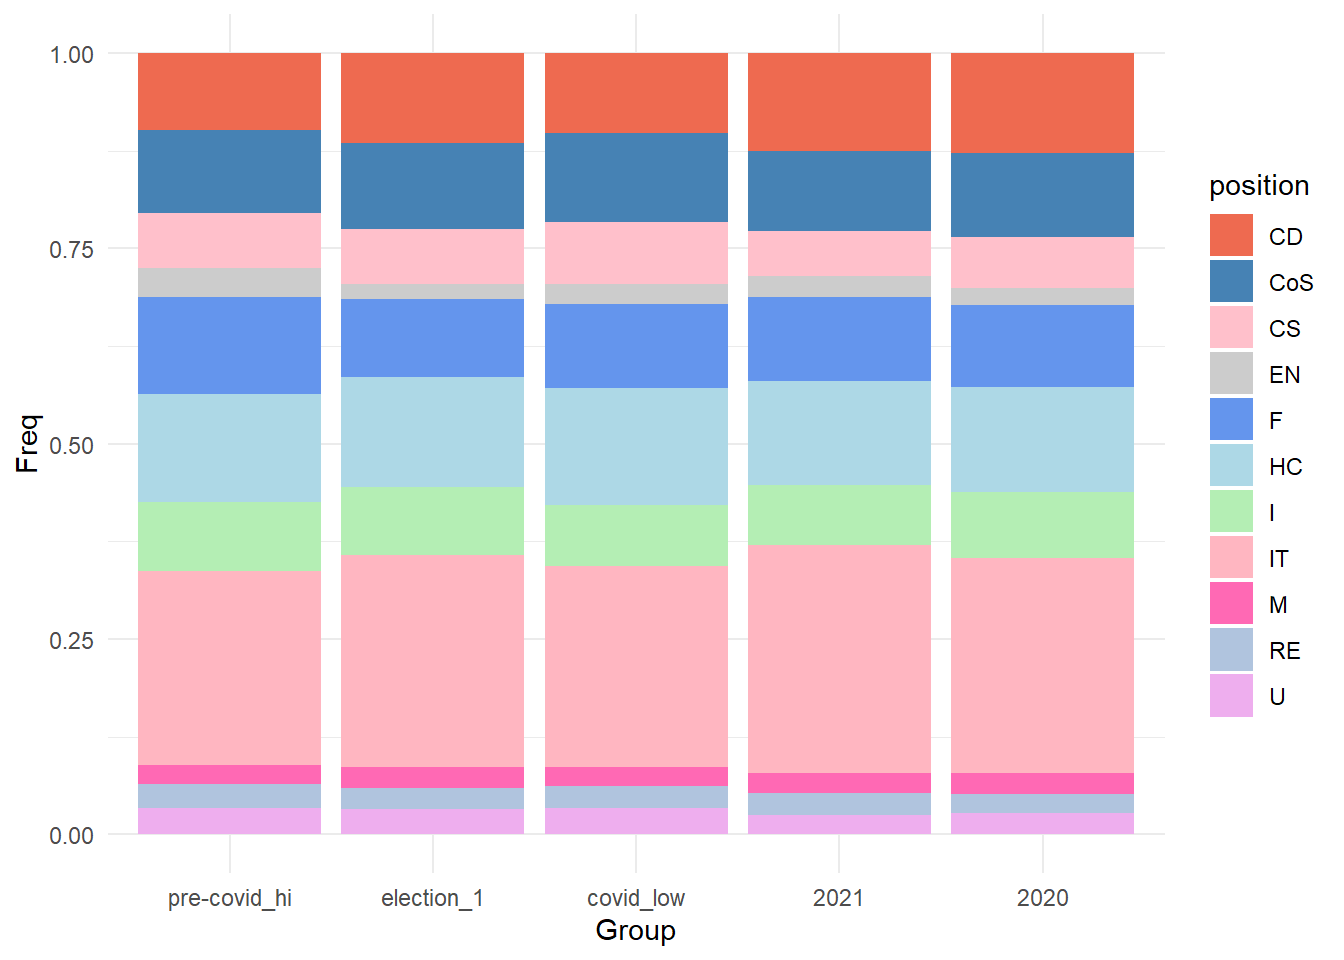 1.00
0.75
0.50
0.25
0.00
Freq
pre-covid_hi
election_1
covid_low
2021
2020
Group
position
CD
CoS
CS
EN
F
HC
I
IT
M
RE
U